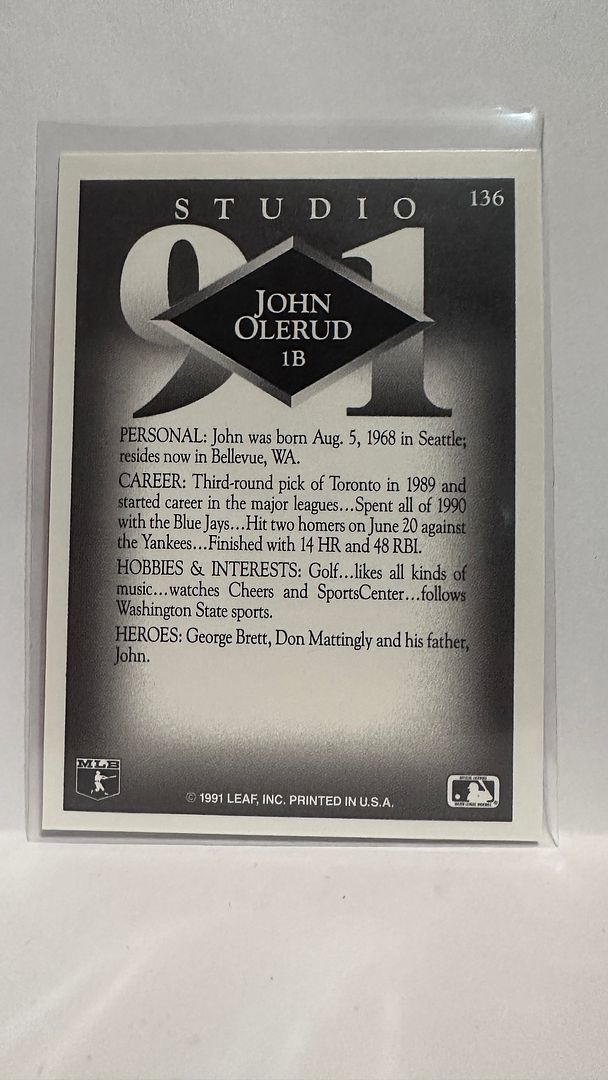 STUDIO
136
91
JOHN
OLERUD
1B
PERSONAL: John was born Aug. 5, 1968 in Seattle;
resides now in Bellevue, WA.
CAREER: Third-round pick of Toronto in 1989 and
started career in the major leagues...Spent all of 1990
with the Blue Jays...Hit two homers on June 20 against
the Yankees...Finished with 14 HR and 48 RBI.
HOBBIES & INTERESTS: Golf...likes all kinds of
music...watches Cheers and SportsCenter...follows
Washington State sports.
HEROES: George Brett, Don Mattingly and his father,
John.
MLB
© 1991 LEAF, INC. PRINTED IN U.S.A.